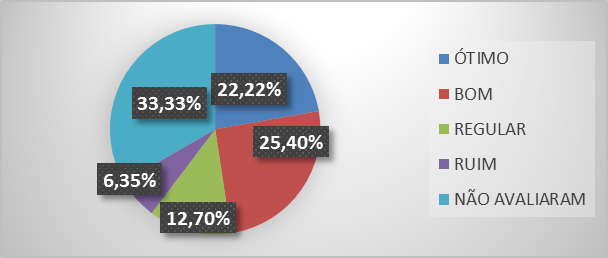 22,22%
25,40%
12,70%
6,35%
33,33%
ÓTIMO
BOM
REGULAR
RUIM
NÃO AVALIARAM